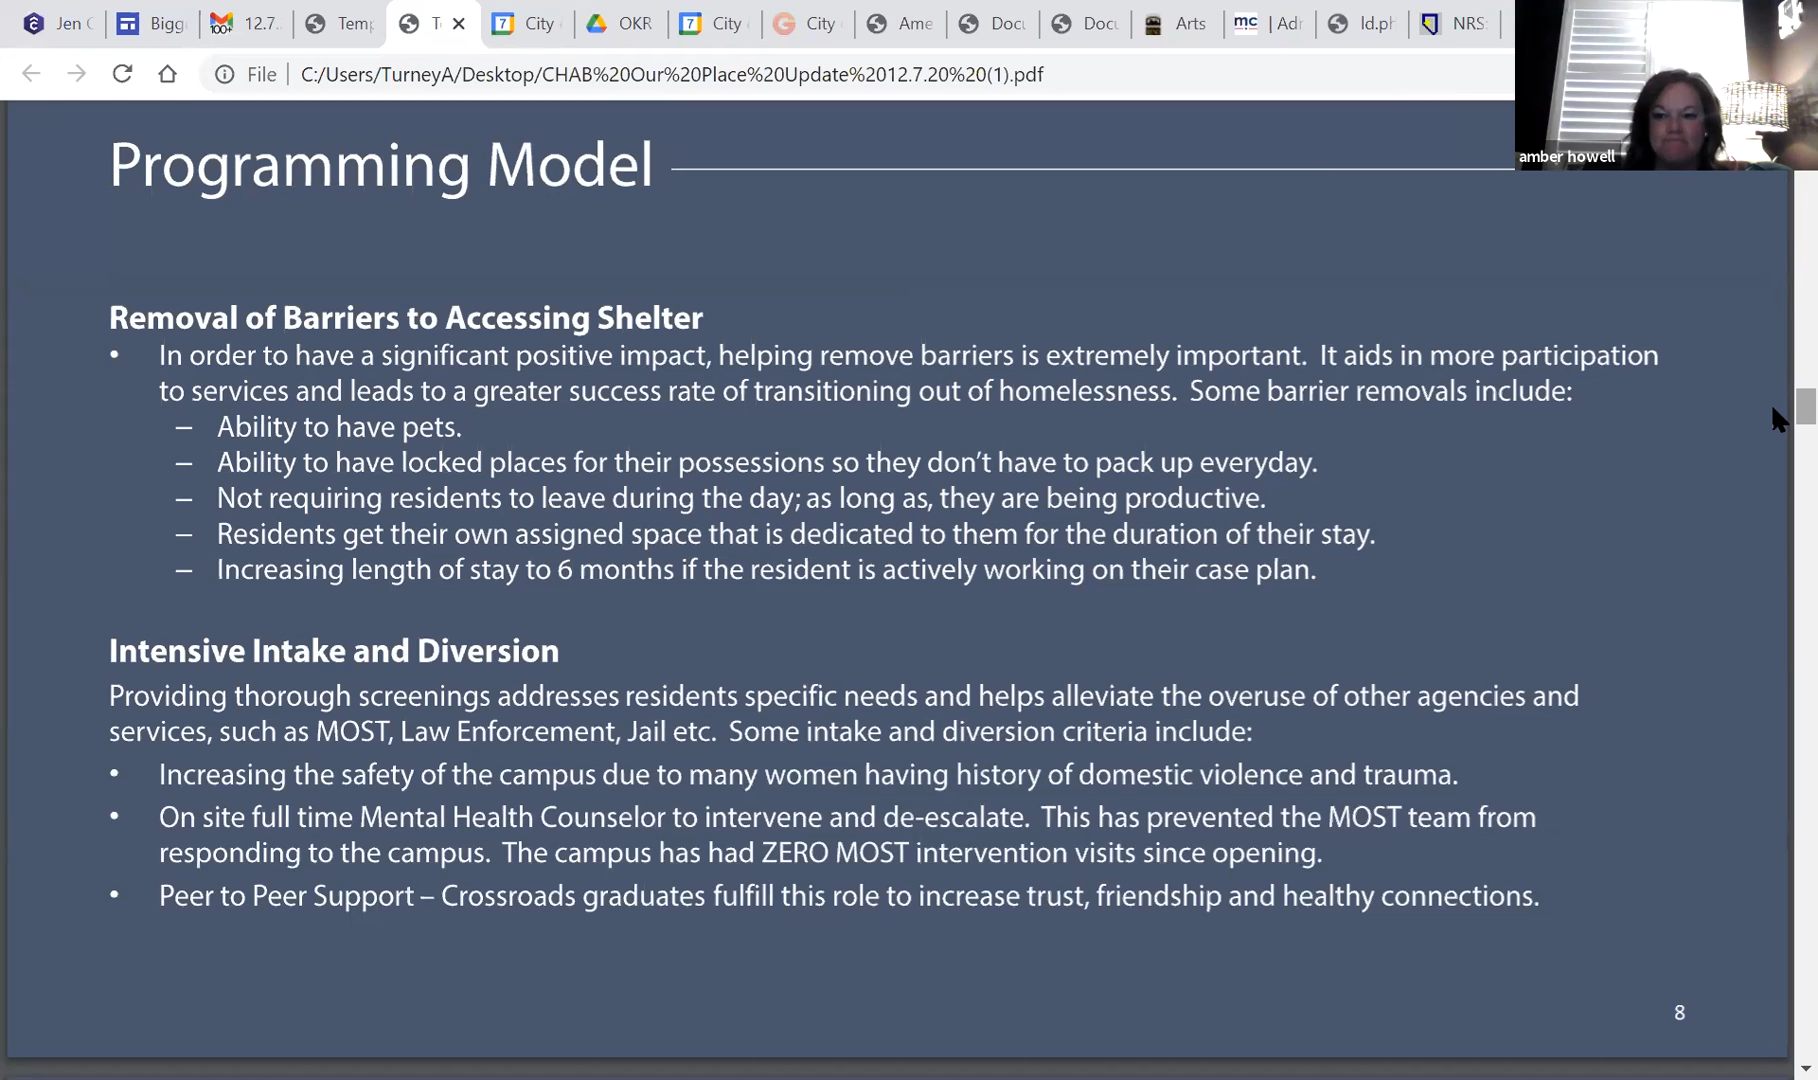 Jen
Bigg
100+
12.7.
Temp
T
7
City
OKR
7
City
City
Ame
Docu
Docu
Arts
mc
| Adr
ld.ph
NRS:
File
C:/Users/TurneyA/Desktop/CHAB%20Our%20Place%20Update%2012.7.20%20(1).pdf
amber howell
Programming Model
Removal of Barriers to Accessing Shelter
• In order to have a significant positive impact, helping remove barriers is extremely important. It aids in more participation
to services and leads to a greater success rate of transitioning out of homelessness. Some barrier removals include:
– Ability to have pets.
– Ability to have locked places for their possessions so they don’t have to pack up everyday.
– Not requiring residents to leave during the day; as long as, they are being productive.
– Residents get their own assigned space that is dedicated to them for the duration of their stay.
– Increasing length of stay to 6 months if the resident is actively working on their case plan.
Intensive Intake and Diversion
Providing thorough screenings addresses residents specific needs and helps alleviate the overuse of other agencies and
services, such as MOST, Law Enforcement, Jail etc. Some intake and diversion criteria include:
• Increasing the safety of the campus due to many women having history of domestic violence and trauma.
• On site full time Mental Health Counselor to intervene and de-escalate. This has prevented the MOST team from
responding to the campus. The campus has had ZERO MOST intervention visits since opening.
• Peer to Peer Support – Crossroads graduates fulfill this role to increase trust, friendship and healthy connections.
8